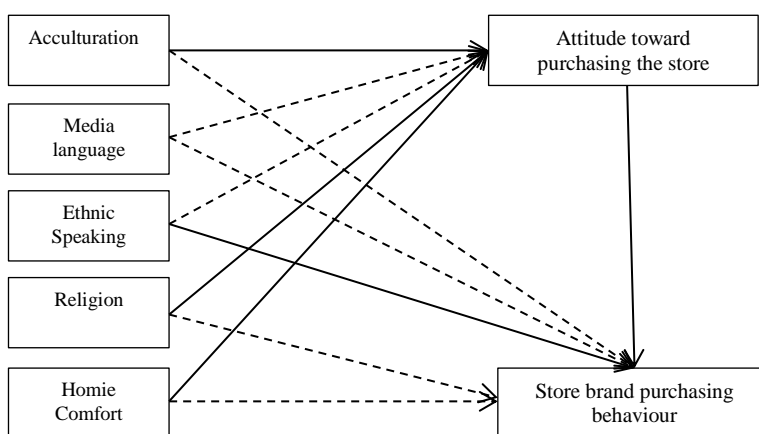 Acculturation
Attitude toward
purchasing the store
Media
language
Ethnic
Speaking
Religion
Homie
Comfort
Store brand purchasing
behaviour